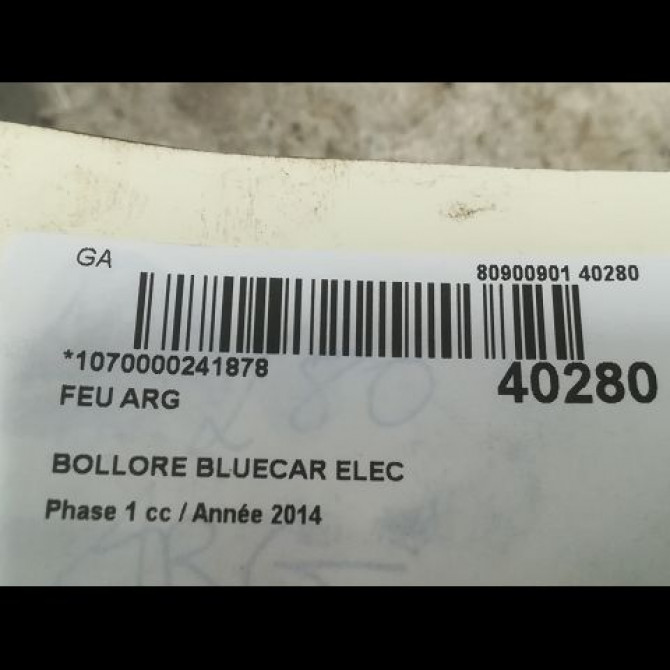 GA
80900901 40280
*1070000241878
40280
FEU ARG
BOLLORE BLUECAR ELEC
Phase 1 cc / Année 2014